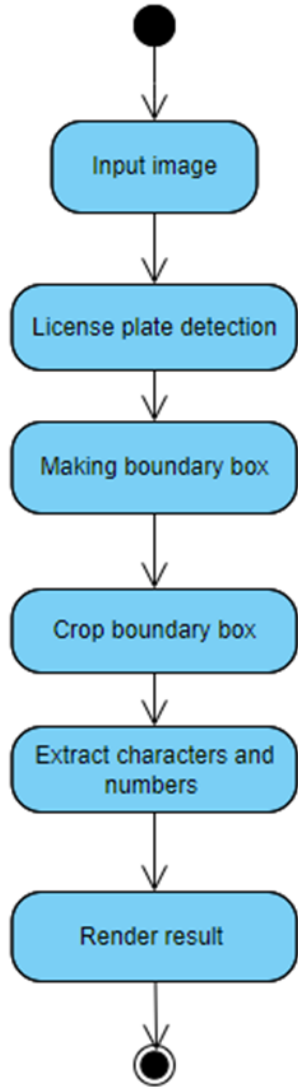 Input image
License plate detection
Making boundary box
Crop boundary box
Extract characters and
numbers
Render result